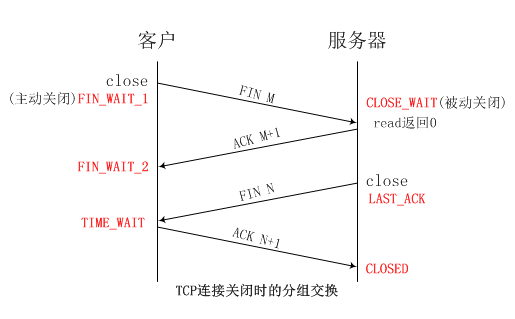 客户 服务器
close
FIN M
(主动关闭)FIN_WAIT_1
CLOSE_WAIT(被动关闭)
read返回0
ACK M+1
FIN_WAIT_2
FIN N
close
LAST_ACK
TIME_WAIT
ACK N+1
CLOSED
TCP连接关闭时的分组交换